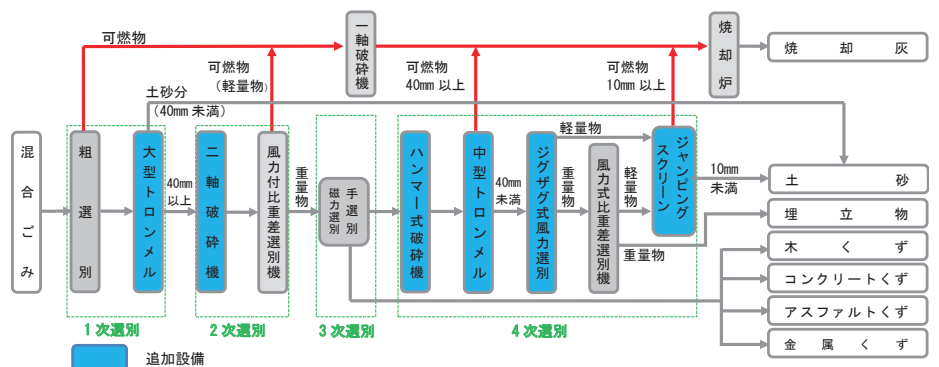 混合ごみ
粗選別
大型トロンメル
二軸破砕機
風力付比重差選別機
磁力選別
手選別
ハンマー式破砕機
中型トロンメル
ジグザグ式風力選別
風力式比重差選別機
ジャンピング
スクリーン
一軸破砕機
焼却炉
焼却灰
可燃物
可燃物
（軽量物）
可燃物
40mm 以上
可燃物
10mm 以上
土砂分
（40mm 未満）
40mm
以上
重量物
40mm
未満
軽量物
重量物
軽量物
重量物
10mm
未満
土砂
埋立物
木くず
コンクリートくず
アスファルトくず
金属くず
1次選別
2次選別
3次選別
4次選別
追加設備